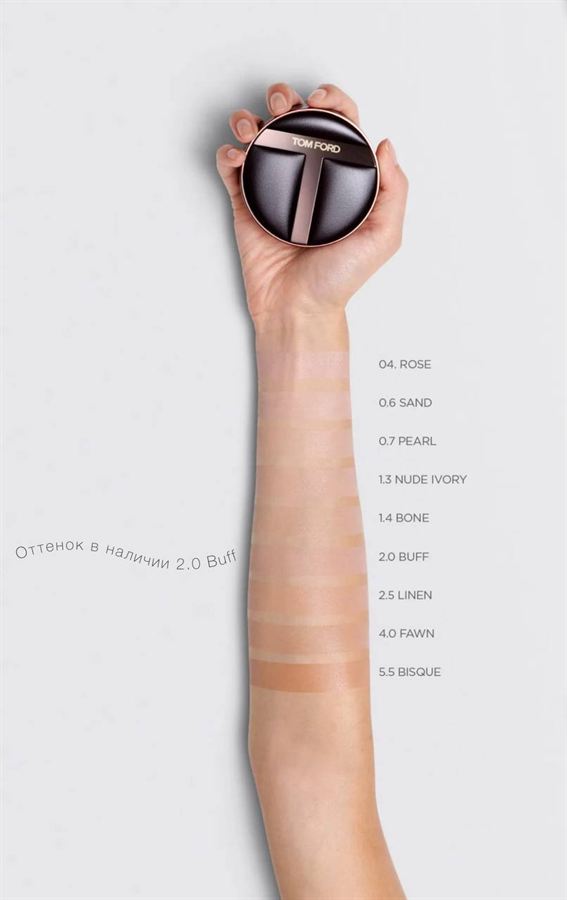 TOM FORD
04. ROSE
0.6 SAND
0.7 PEARL
1.3 NUDE IVORY
1.4 BONE
Оттенок в наличии 2.0 Buff
2.0 BUFF
2.5 LINEN
4.0 FAWN
5.5 BISQUE